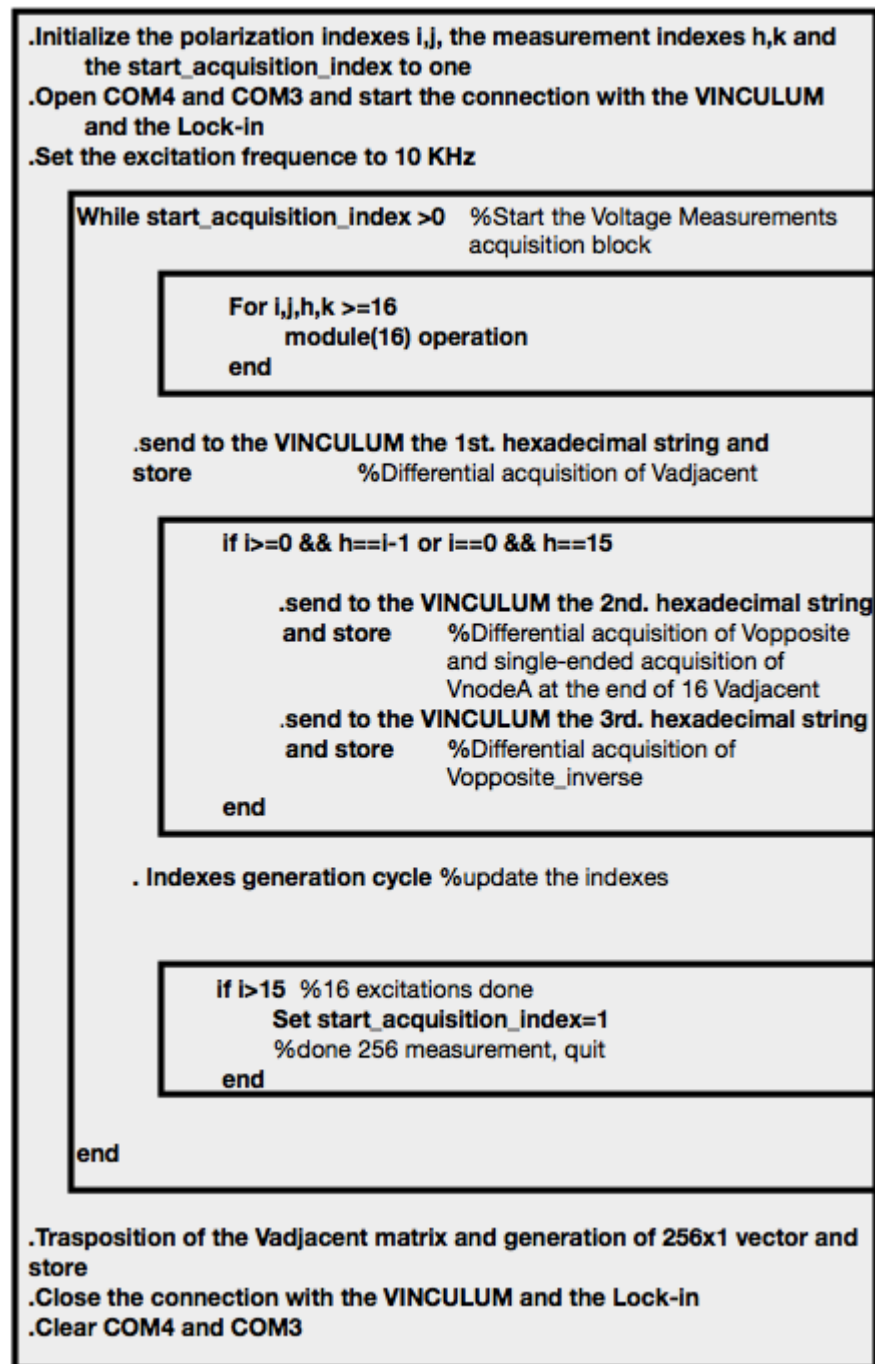 .Initialize the polarization indexes i,j, the measurement indexes h,k and
the start_acquisition_index to one
.Open COM4 and COM3 and start the connection with the VINCULUM
and the Lock-in
.Set the excitation frequence to 10 KHz
While start_acquisition_index >0 %Start the Voltage Measurements
acquisition block
For i,j,h,k >=16
module(16) operation
end
.send to the VINCULUM the 1st. hexadecimal string and
store %Differential acquisition of Vadjacent
if i>=0 && h==i-1 or i==0 && h==15
.send to the VINCULUM the 2nd. hexadecimal string
and store %Differential acquisition of Vopposite
and single-ended acquisition of
VnodeA at the end of 16 Vadjacent
.send to the VINCULUM the 3rd. hexadecimal string
and store %Differential acquisition of
Vopposite_inverse
end
. Indexes generation cycle %update the indexes
if i>15 %16 excitations done
Set start_acquisition_index=1
%done 256 measurement, quit
end
end
.Trasposition of the Vadjacent matrix and generation of 256x1 vector and
store
.Close the connection with the VINCULUM and the Lock-in
.Clear COM4 and COM3